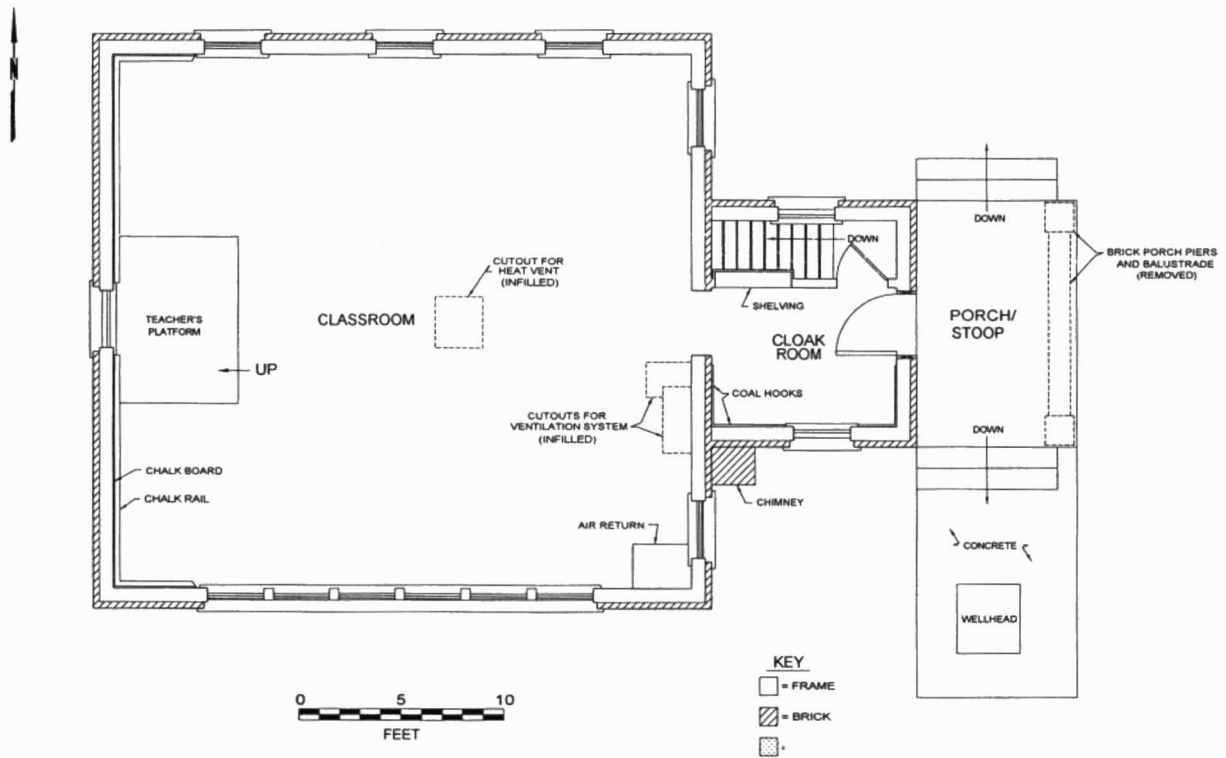 N
DOWN
DOWN
BRICK PORCH PIERS
AND BALUSTRADE
(REMOVED)
CUTOUT FOR
HEAT VENT
(INFILLED)
SHELVING
TEACHER'S
PLATFORM
CLASSROOM
PORCH/
STOOP
CLOAK
ROOM
UP
COAL HOOKS
CUTOUTS FOR
VENTILATION SYSTEM
(INFILLED)
DOWN
CHALK BOARD
CHALK RAIL
CHIMNEY
AIR RETURN
CONCRETE
WELLHEAD
KEY
= FRAME
= BRICK
=
0 5 10
FEET